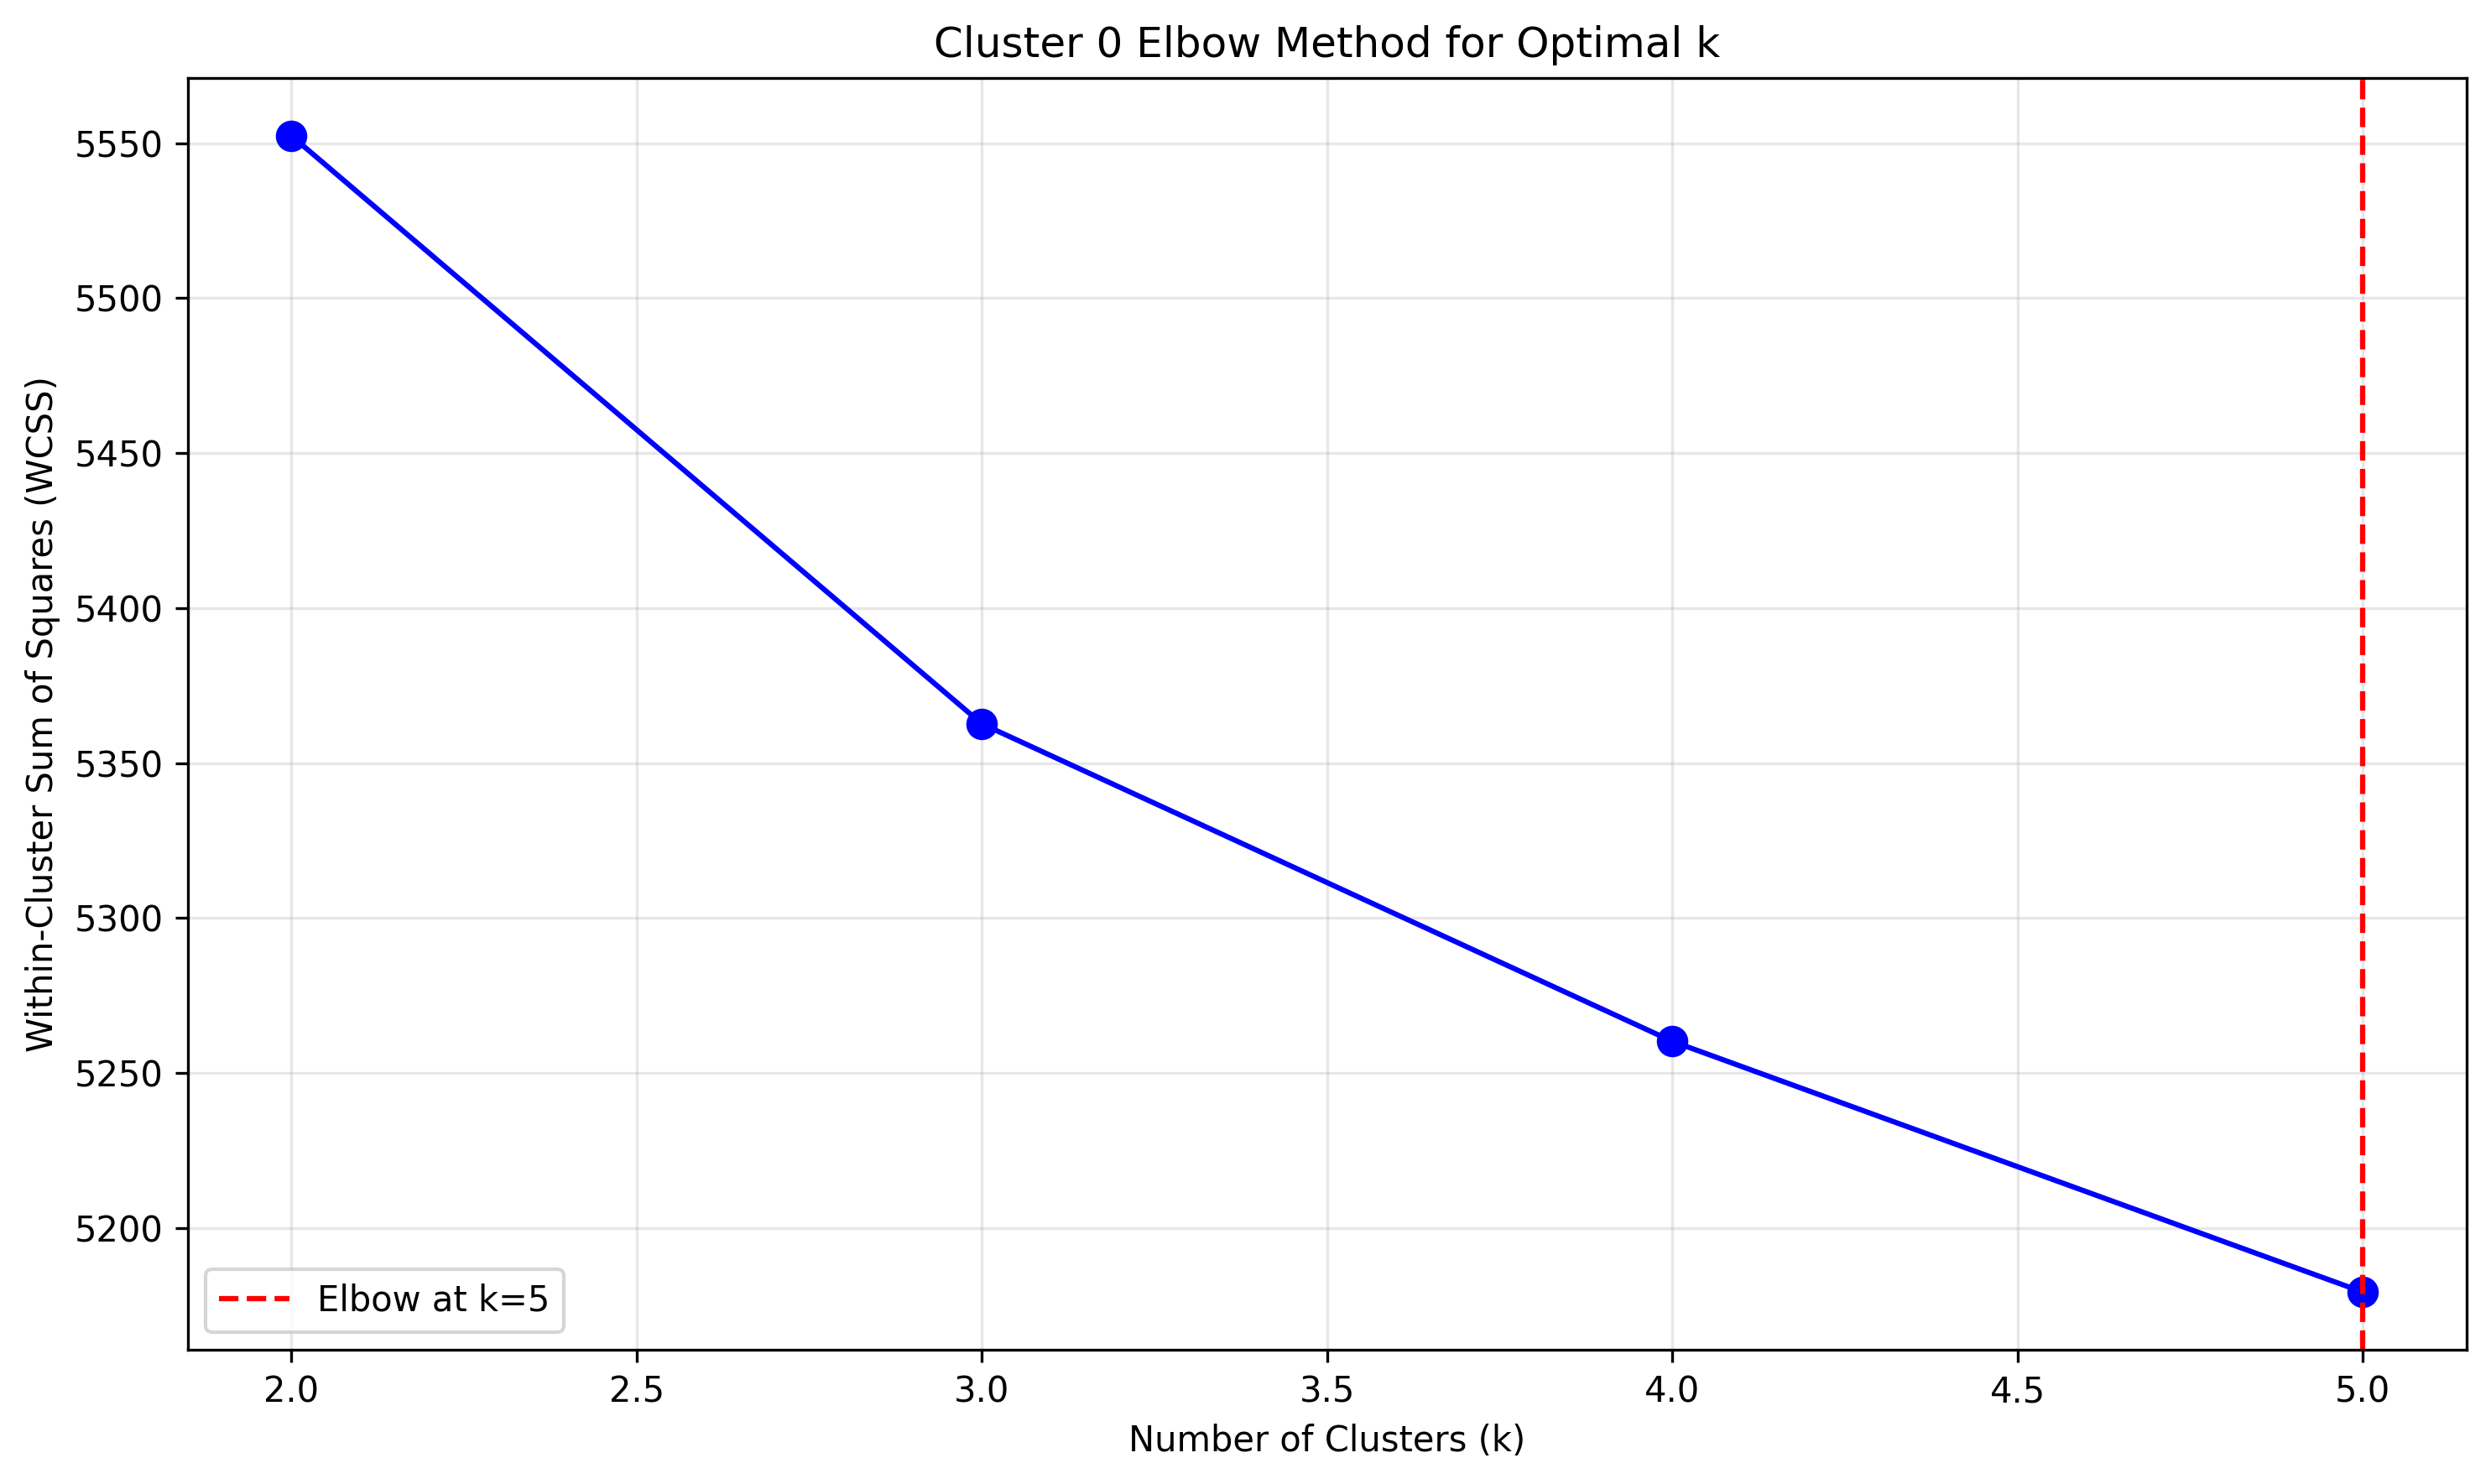 Cluster 0 Elbow Method for Optimal k
Within-Cluster Sum of Squares (WCSS)
5550
5500
5450
5400
5350
5300
5250
5200
Elbow at k=5
2.0 2.5 3.0 3.5 4.0 4.5 5.0
Number of Clusters (k)